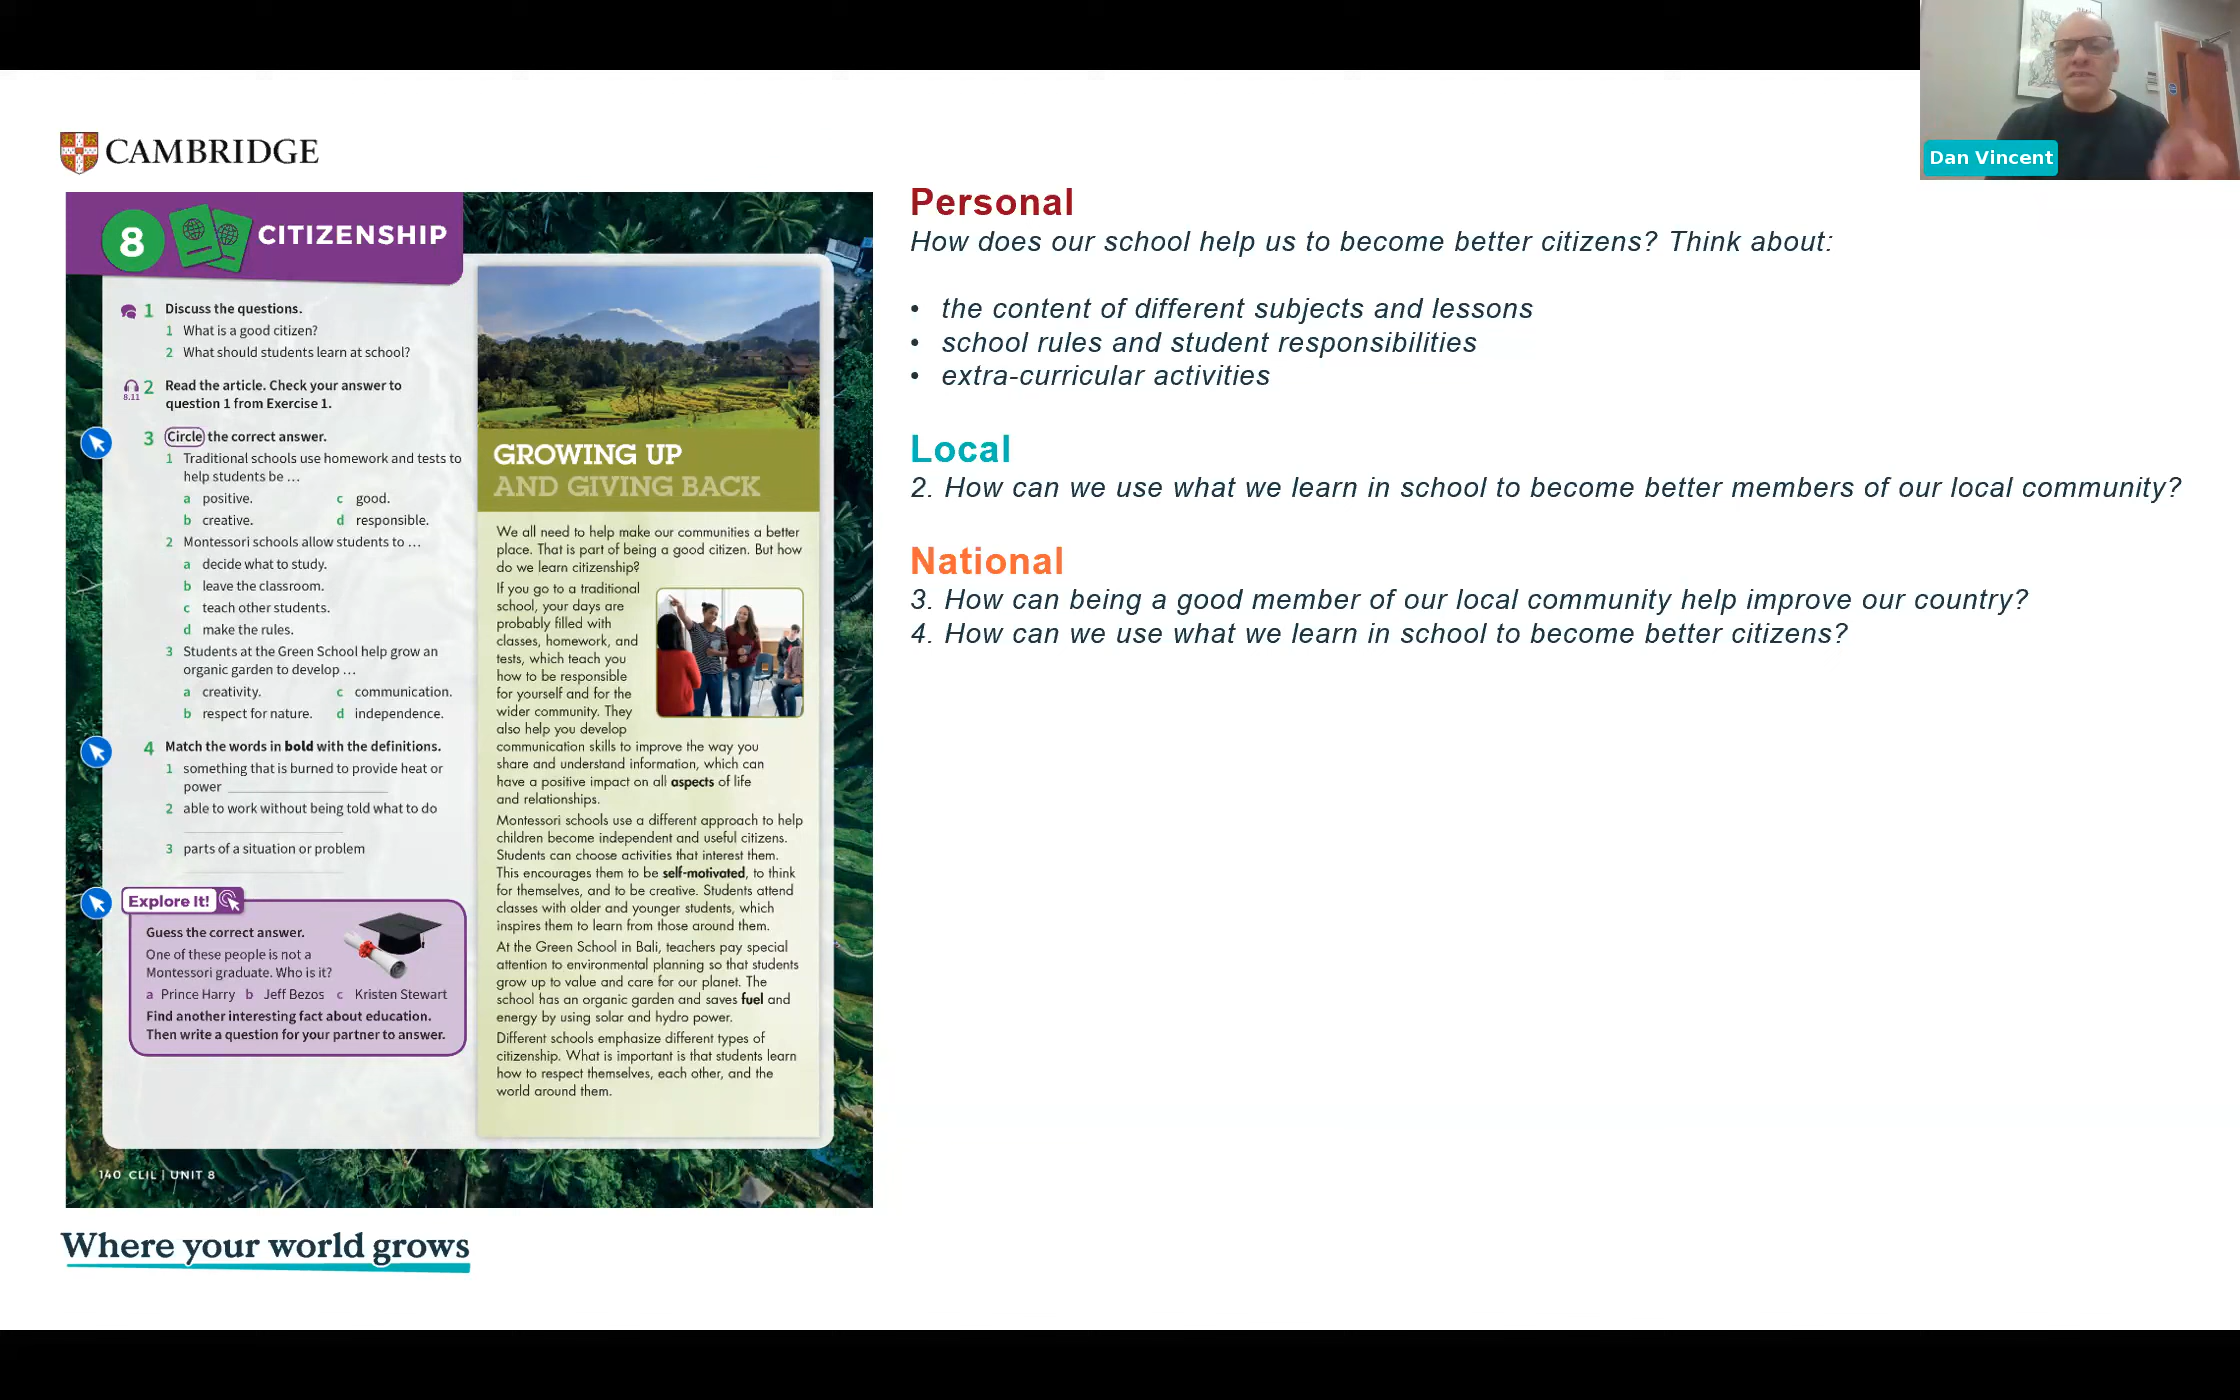 Dan Vincent
CAMBRIDGE
8
CITIZENSHIP
1 Discuss the questions.
1 What is a good citizen?
2 What should students learn at school?
8.11
2 Read the article. Check your answer to
question 1 from Exercise 1.
3 Circle the correct answer.
1 Traditional schools use homework and tests to
help students be …
a positive. c good.
b creative. d responsible.
2 Montessori schools allow students to …
a decide what to study.
b leave the classroom.
c teach other students.
d make the rules.
3 Students at the Green School help grow an
organic garden to develop …
a creativity. c communication.
b respect for nature. d independence.
4 Match the words in bold with the definitions.
1 something that is burned to provide heat or
power
2 able to work without being told what to do
3 parts of a situation or problem
Explore It!
Guess the correct answer.
One of these people is not a
Montessori graduate. Who is it?
a Prince Harry b Jeff Bezos c Kristen Stewart
Find another interesting fact about education.
Then write a question for your partner to answer.
140 CLIL | UNIT 8
GROWING UP
AND GIVING BACK
We all need to help make our communities a better
place. That is part of being a good citizen. But how
do we learn citizenship?
If you go to a traditional
school, your days are
probably filled with
classes, homework, and
tests, which teach you
how to be responsible
for yourself and for the
wider community. They
also help you develop
communication skills to improve the way you
share and understand information, which can
have a positive impact on all aspects of life
and relationships.
Montessori schools use a different approach to help
children become independent and useful citizens.
Students can choose activities that interest them.
This encourages them to be self-motivated, to think
for themselves, and to be creative. Students attend
classes with older and younger students, which
inspires them to learn from those around them.
At the Green School in Bali, teachers pay special
attention to environmental planning so that students
grow up to value and care for our planet. The
school has an organic garden and saves fuel and
energy by using solar and hydro power.
Different schools emphasize different types of
citizenship. What is important is that students learn
how to respect themselves, each other, and the
world around them.
Personal
How does our school help us to become better citizens? Think about:
• the content of different subjects and lessons
• school rules and student responsibilities
• extra-curricular activities
Local
2. How can we use what we learn in school to become better members of our local community?
National
3. How can being a good member of our local community help improve our country?
4. How can we use what we learn in school to become better citizens?
Where your world grows